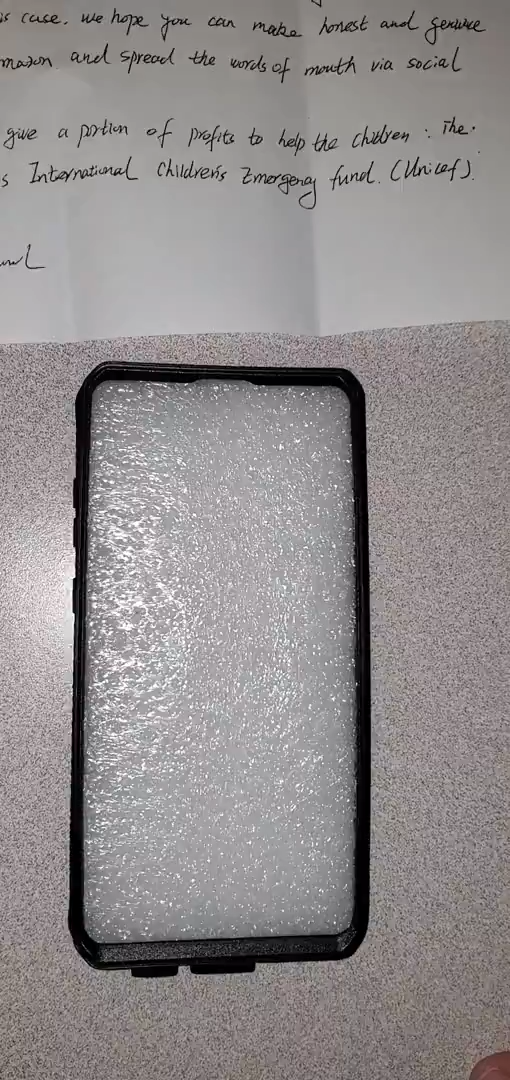 is case. we hope you can make honest and genuine
mazon. and spread the words of mouth via social
give a portion of profits to help the children : The.
s International Children's Emergency fund. (Unicef).